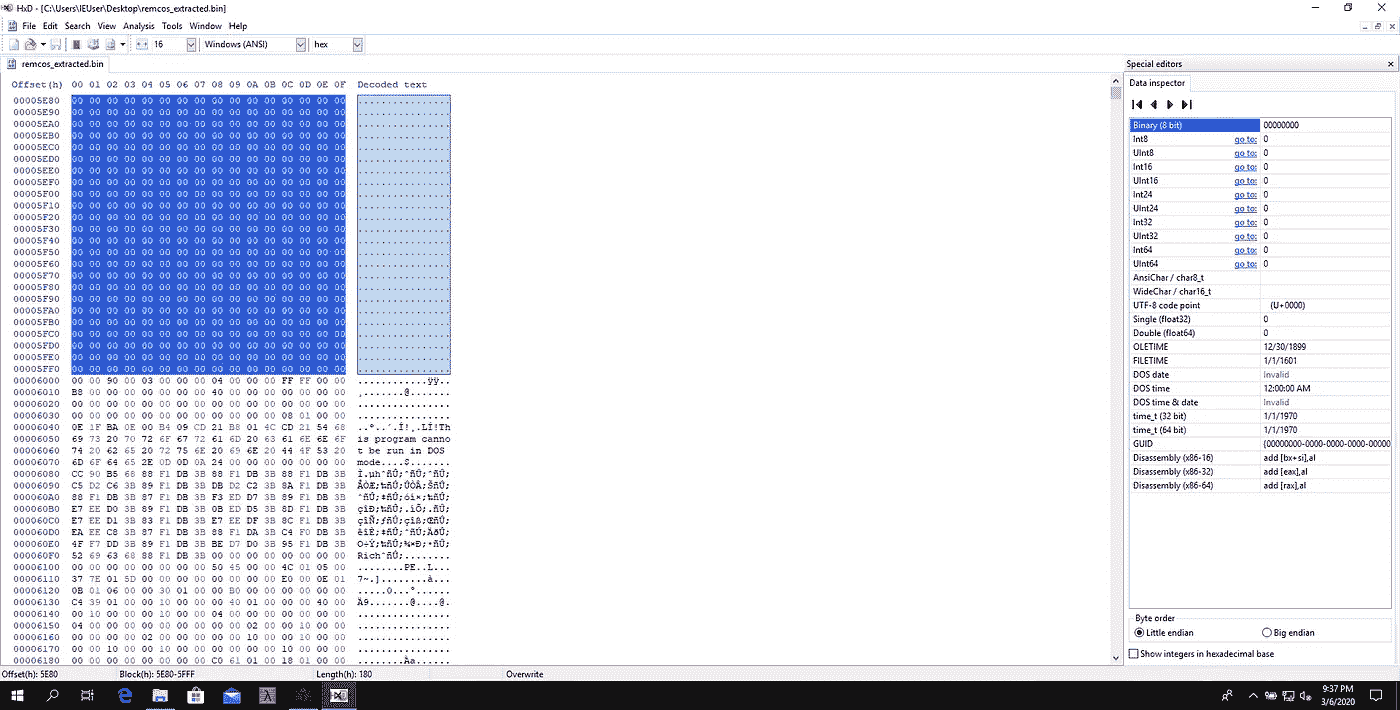 HxD - [C:\Users\IEUser\Desktop\remcos_extracted.bin]
File Edit Search View Analysis Tools Window Help
16 Windows (ANSI) hex
remcos_extracted.bin
Special editors
Data inspector
Offset(h) 00 01 02 03 04 05 06 07 08 09 0A 0B 0C 0D 0E 0F Decoded text
00005E80 00 00 00 00 00 00 00 00 00 00 00 00 00 00 00 00 ................
00005E90 00 00 00 00 00 00 00 00 00 00 00 00 00 00 00 00 ................
00005EA0 00 00 00 00 00 00 00 00 00 00 00 00 00 00 00 00 ................
00005EB0 00 00 00 00 00 00 00 00 00 00 00 00 00 00 00 00 ................
00005EC0 00 00 00 00 00 00 00 00 00 00 00 00 00 00 00 00 ................
00005ED0 00 00 00 00 00 00 00 00 00 00 00 00 00 00 00 00 ................
00005EE0 00 00 00 00 00 00 00 00 00 00 00 00 00 00 00 00 ................
00005EF0 00 00 00 00 00 00 00 00 00 00 00 00 00 00 00 00 ................
00005F00 00 00 00 00 00 00 00 00 00 00 00 00 00 00 00 00 ................
00005F10 00 00 00 00 00 00 00 00 00 00 00 00 00 00 00 00 ................
00005F20 00 00 00 00 00 00 00 00 00 00 00 00 00 00 00 00 ................
00005F30 00 00 00 00 00 00 00 00 00 00 00 00 00 00 00 00 ................
00005F40 00 00 00 00 00 00 00 00 00 00 00 00 00 00 00 00 ................
00005F50 00 00 00 00 00 00 00 00 00 00 00 00 00 00 00 00 ................
00005F60 00 00 00 00 00 00 00 00 00 00 00 00 00 00 00 00 ................
00005F70 00 00 00 00 00 00 00 00 00 00 00 00 00 00 00 00 ................
00005F80 00 00 00 00 00 00 00 00 00 00 00 00 00 00 00 00 ................
00005F90 00 00 00 00 00 00 00 00 00 00 00 00 00 00 00 00 ................
00005FA0 00 00 00 00 00 00 00 00 00 00 00 00 00 00 00 00 ................
00005FB0 00 00 00 00 00 00 00 00 00 00 00 00 00 00 00 00 ................
00005FC0 00 00 00 00 00 00 00 00 00 00 00 00 00 00 00 00 ................
00005FD0 00 00 00 00 00 00 00 00 00 00 00 00 00 00 00 00 ................
00005FE0 00 00 00 00 00 00 00 00 00 00 00 00 00 00 00 00 ................
00005FF0 00 00 00 00 00 00 00 00 00 00 00 00 00 00 00 00 ................
00006000 00 00 90 00 03 00 00 00 04 00 00 00 FF FF 00 00 ............ÿÿ..
00006010 B8 00 00 00 00 00 00 00 40 00 00 00 00 00 00 00 ¸.......@.......
00006020 00 00 00 00 00 00 00 00 00 00 00 00 00 00 00 00 ................
00006030 00 00 00 00 00 00 00 00 00 00 00 00 08 01 00 00 ................
00006040 0E 1F BA 0E 00 B4 09 CD 21 B8 01 4C CD 21 54 68 ..º..´.Í!¸.LÍ!Th
00006050 69 73 20 70 72 6F 67 72 61 6D 20 63 61 6E 6E 6F is program canno
00006060 74 20 62 65 20 72 75 6E 20 69 6E 20 44 4F 53 20 t be run in DOS
00006070 6D 6F 64 65 2E 0D 0D 0A 24 00 00 00 00 00 00 00 mode....$.......
00006080 CC 90 B5 68 88 F1 DB 3B 88 F1 DB 3B 88 F1 DB 3B Ì.µhˆñÛ;ˆñÛ;ˆñÛ;
00006090 C5 D2 C6 3B 89 F1 DB 3B DB D2 C2 3B 8A F1 DB 3B ÅÒÆ;‰ñÛ;ÛÒÂ;ŠñÛ;
000060A0 88 F1 DB 3B 87 F1 DB 3B F3 ED D7 3B 89 F1 DB 3B ˆñÛ;‡ñÛ;óí×;‰ñÛ;
000060B0 E7 EE D0 3B 89 F1 DB 3B 0B ED D5 3B 8D F1 DB 3B çîÐ;‰ñÛ;.íÕ;.ñÛ;
000060C0 E7 EE D1 3B 83 F1 DB 3B E7 EE DF 3B 8C F1 DB 3B çîÑ;ƒñÛ;çîß;ŒñÛ;
000060D0 EA EE C8 3B 87 F1 DB 3B 88 F1 DA 3B C4 F0 DB 3B êîÈ;‡ñÛ;ˆñÚ;ÄðÛ;
000060E0 4F F7 DD 3B 89 F1 DB 3B BE D7 D0 3B 95 F1 DB 3B O÷Ý;‰ñÛ;¾×Ð;•ñÛ;
000060F0 52 69 63 68 88 F1 DB 3B 00 00 00 00 00 00 00 00 RichˆñÛ;........
00006100 00 00 00 00 00 00 00 00 50 45 00 00 4C 01 05 00 ........PE..L...
00006110 37 7E 01 5D 00 00 00 00 00 00 00 00 E0 00 0E 01 7~.]........à...
00006120 0B 01 06 00 00 30 01 00 00 B0 00 00 00 00 00 00 .....0...°......
00006130 C4 39 01 00 00 10 00 00 00 40 01 00 00 00 40 00 Ä9.......@....@.
00006140 00 10 00 00 00 10 00 00 04 00 00 00 00 00 00 00 ................
00006150 04 00 00 00 00 00 00 00 00 00 02 00 00 10 00 00 ................
00006160 00 00 00 00 02 00 00 00 00 00 10 00 00 10 00 00 ................
00006170 00 00 10 00 00 10 00 00 00 00 00 00 10 00 00 00 ................
00006180 00 00 00 00 00 00 00 00 C0 61 01 00 18 01 00 00 ........Àa......
Binary (8 bit) 00000000
Int8 go to: 0
UInt8 go to: 0
Int16 go to: 0
UInt16 go to: 0
Int24 go to: 0
UInt24 go to: 0
Int32 go to: 0
UInt32 go to: 0
Int64 go to: 0
UInt64 go to: 0
AnsiChar / char8_t
WideChar / char16_t
UTF-8 code point (U+0000)
Single (float32) 0
Double (float64) 0
OLETIME 12/30/1899
FILETIME 1/1/1601
DOS date Invalid
DOS time 12:00:00 AM
DOS time & date Invalid
time_t (32 bit) 1/1/1970
time_t (64 bit) 1/1/1970
GUID {00000000-0000-0000-0000-00000
Disassembly (x86-16) add [bx+si],al
Disassembly (x86-32) add [eax],al
Disassembly (x86-64) add [rax],al
Byte order
Little endian Big endian
Show integers in hexadecimal base
Offset(h): 5E80 Block(h): 5E80-5FFF Length(h): 180 Overwrite
9:37 PM
3/6/2020